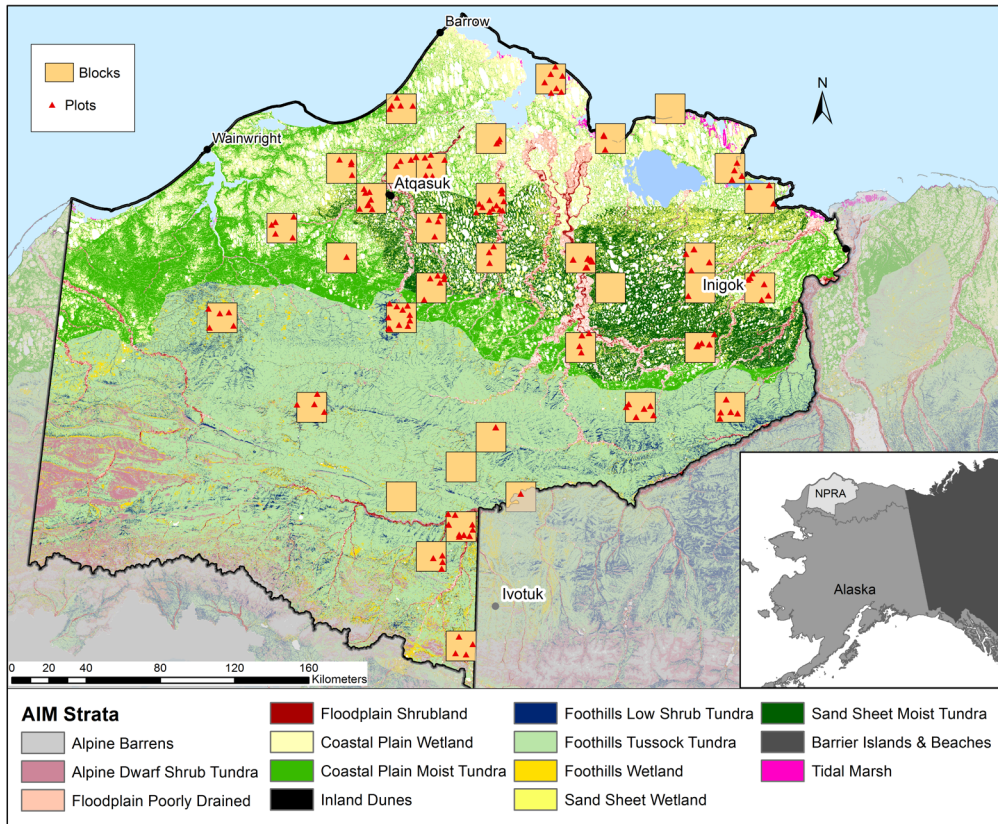 Barrow
Blocks
Plots
N
Wainwright
Atqasuk
Inigok
NPRA
Alaska
Ivotuk
0 20 40 80 120 160
Kilometers
AIM Strata
Alpine Barrens
Alpine Dwarf Shrub Tundra
Floodplain Poorly Drained
Floodplain Shrubland
Coastal Plain Wetland
Coastal Plain Moist Tundra
Inland Dunes
Foothills Low Shrub Tundra
Foothills Tussock Tundra
Foothills Wetland
Sand Sheet Wetland
Sand Sheet Moist Tundra
Barrier Islands & Beaches
Tidal Marsh